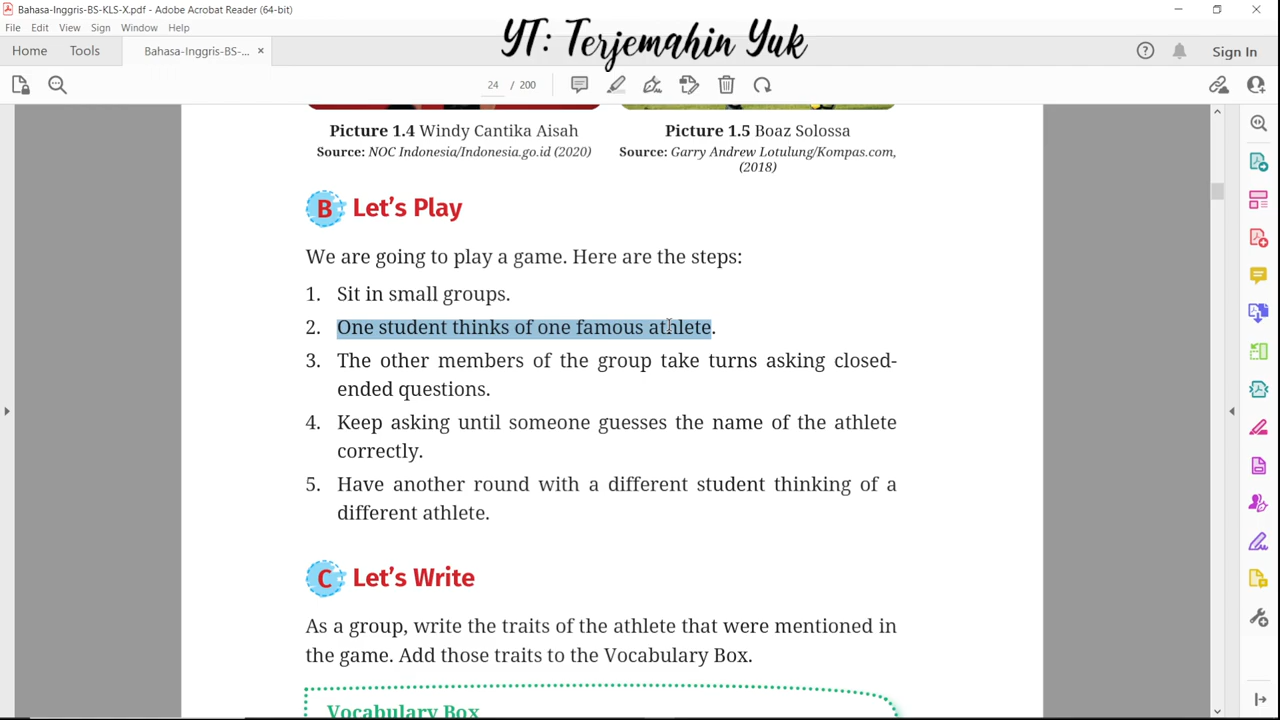 Bahasa-Inggris-BS-KLS-X.pdf - Adobe Acrobat Reader (64-bit)
File Edit View Sign Window Help
YT: Terjemahin Yuk
Home Tools Bahasa-Inggris-BS-... × Sign In
24 / 200
Picture 1.4 Windy Cantika Aisah
Source: NOC Indonesia/Indonesia.go.id (2020)
Picture 1.5 Boaz Solossa
Source: Garry Andrew Lotulung/Kompas.com,
(2018)
B Let's Play
We are going to play a game. Here are the steps:
1. Sit in small groups.
2. One student thinks of one famous athlete.
3. The other members of the group take turns asking closed-
ended questions.
4. Keep asking until someone guesses the name of the athlete
correctly.
5. Have another round with a different student thinking of a
different athlete.
C Let's Write
As a group, write the traits of the athlete that were mentioned in
the game. Add those traits to the Vocabulary Box.
Vocabulary Box